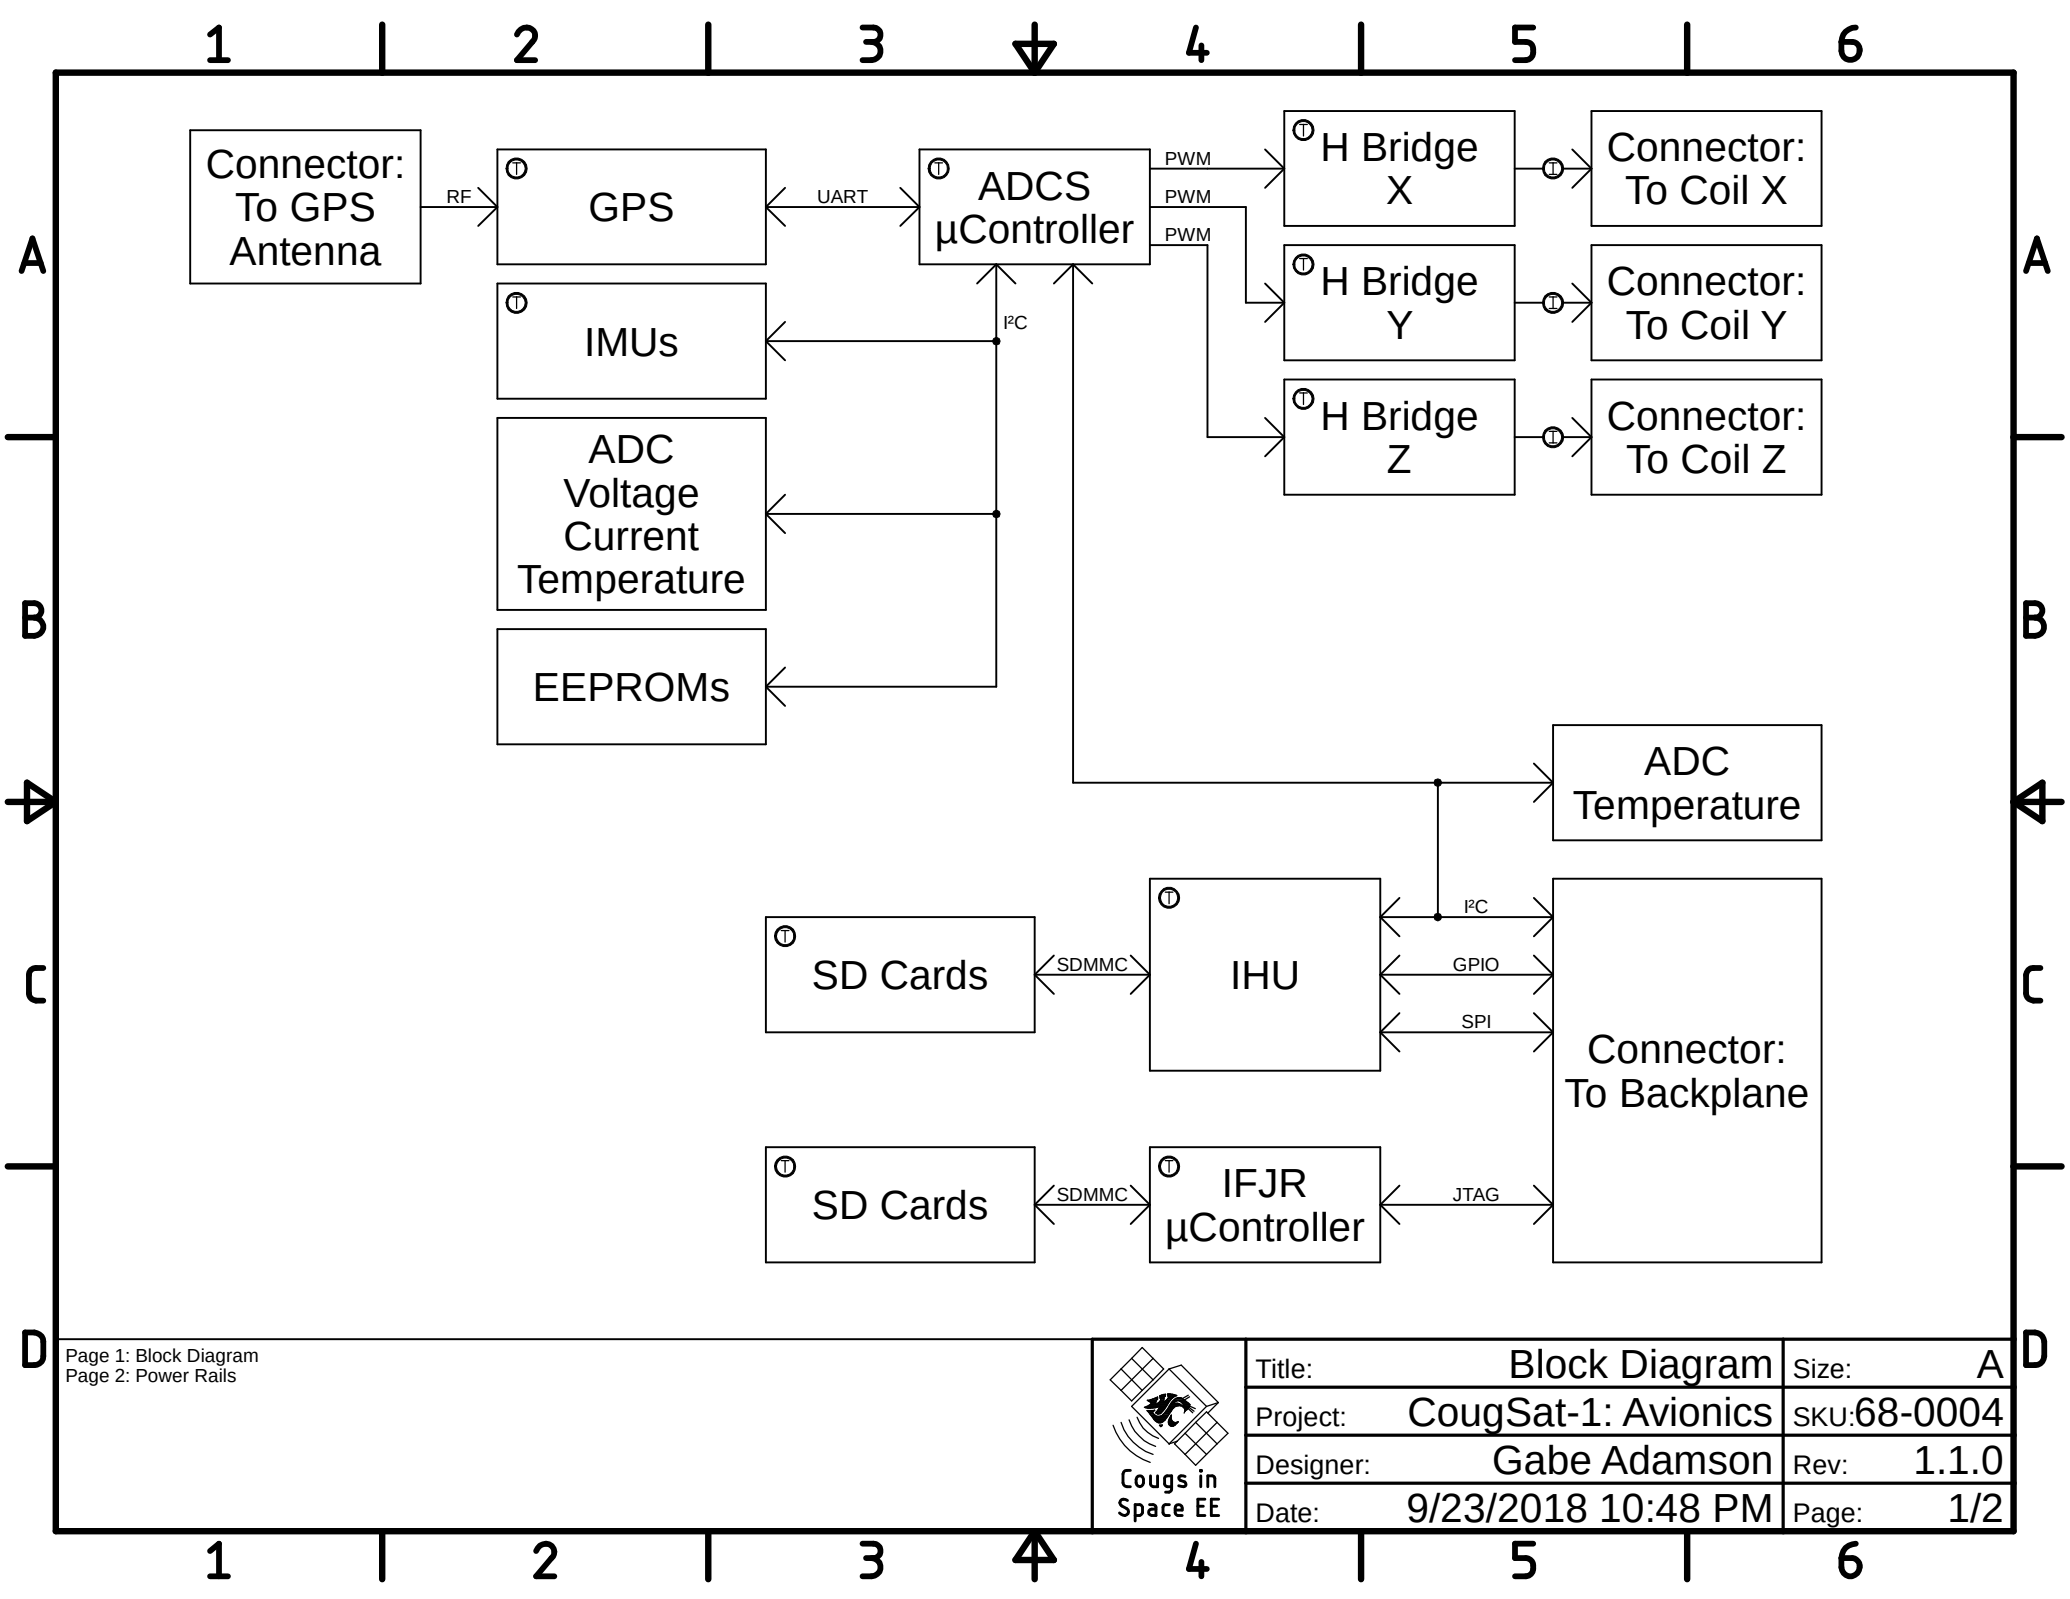 1 2 3 4 5 6
A A
B B
C C
D D
Connector:
To GPS
Antenna
RF
T
GPS
UART
T
ADCS
µController
PWM
PWM
PWM
T
H Bridge
X
I
Connector:
To Coil X
T
H Bridge
Y
I
Connector:
To Coil Y
T
H Bridge
Z
I
Connector:
To Coil Z
T
IMUs
I²C
ADC
Voltage
Current
Temperature
EEPROMs
ADC
Temperature
T
SD Cards
SDMMC
T
IHU
I²C
GPIO
SPI
Connector:
To Backplane
T
SD Cards
SDMMC
T
IFJR
µController
JTAG
Page 1: Block Diagram
Page 2: Power Rails
Cougs in
Space EE
Title: Block Diagram Size: A
Project: CougSat-1: Avionics SKU: 68-0004
Designer: Gabe Adamson Rev: 1.1.0
Date: 9/23/2018 10:48 PM Page: 1/2
1 2 3 4 5 6